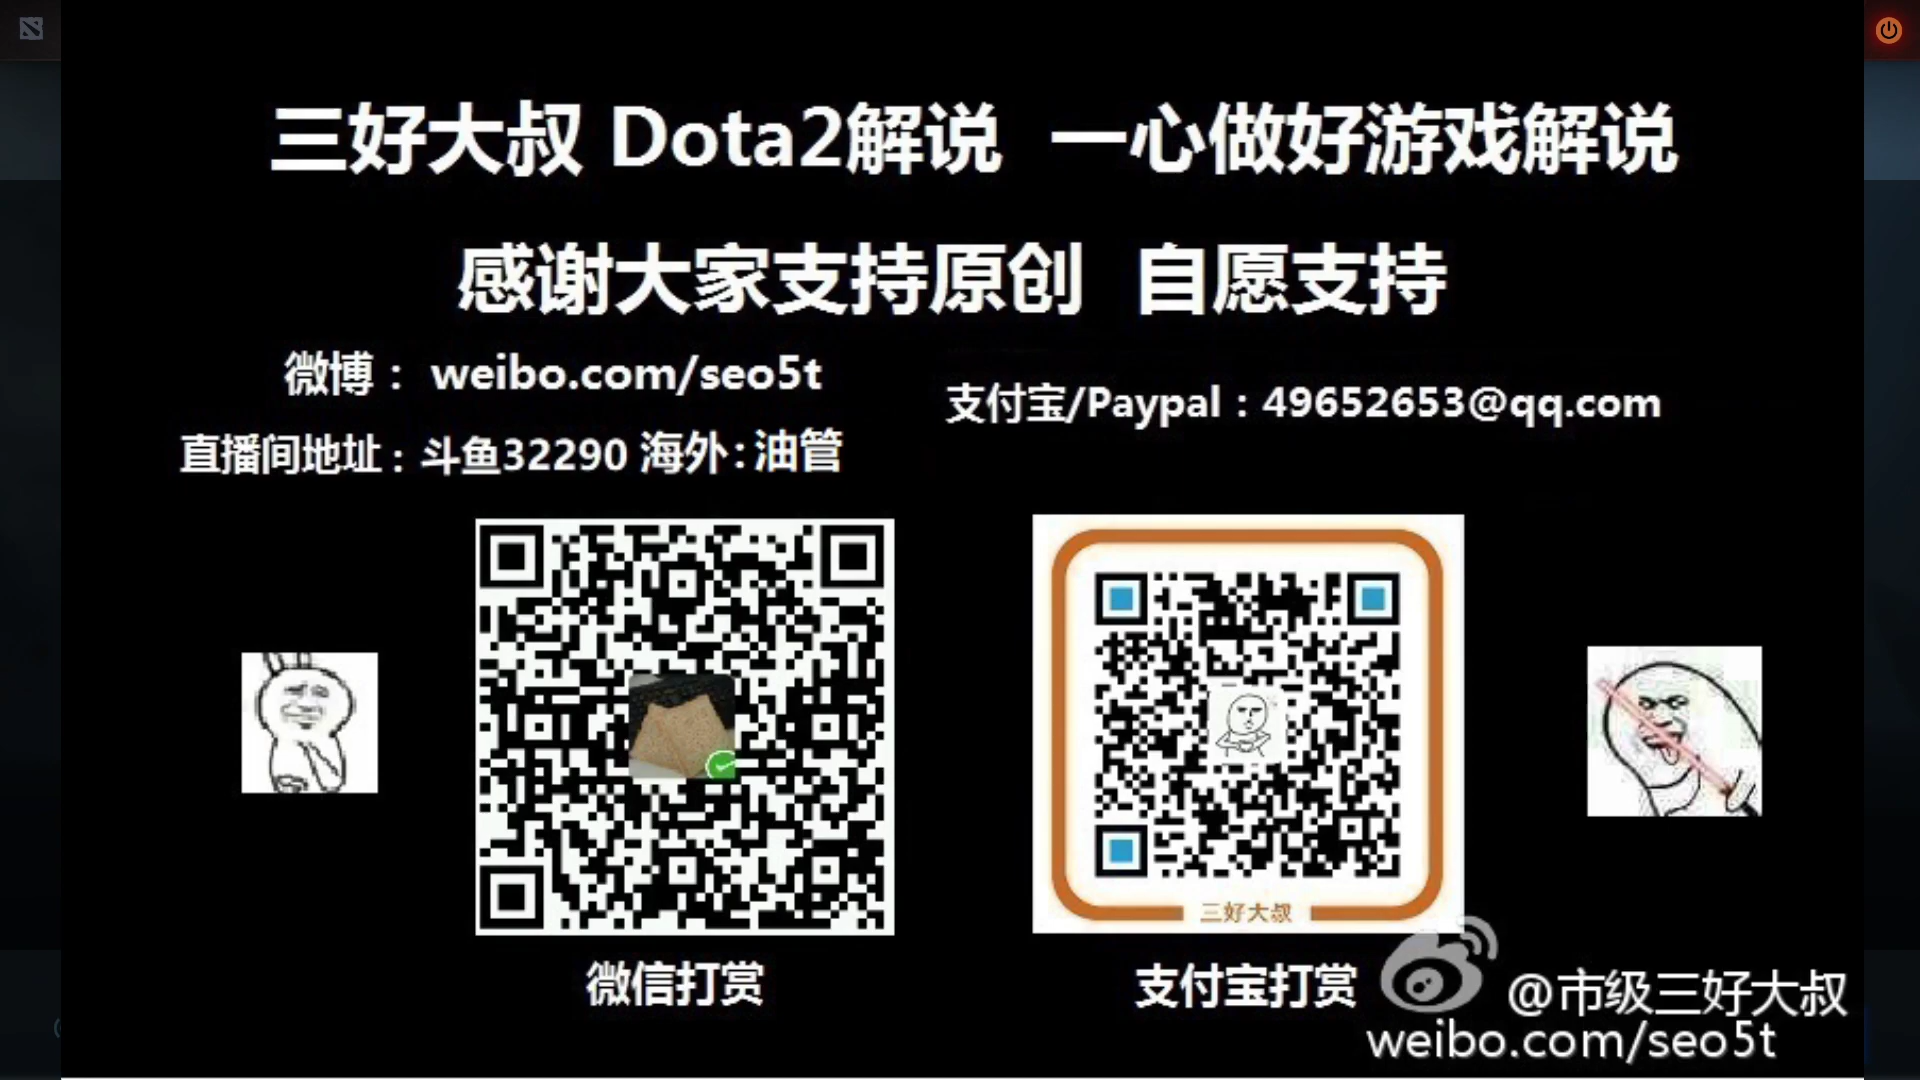 三好大叔 Dota2解说 一心做好游戏解说
感谢大家支持原创 自愿支持
微博： weibo.com/seo5t
支付宝/Paypal：49652653@qq.com
直播间地址：斗鱼32290 海外:油管
三好大叔
微信打赏
支付宝打赏
@市级三好大叔
weibo.com/seo5t